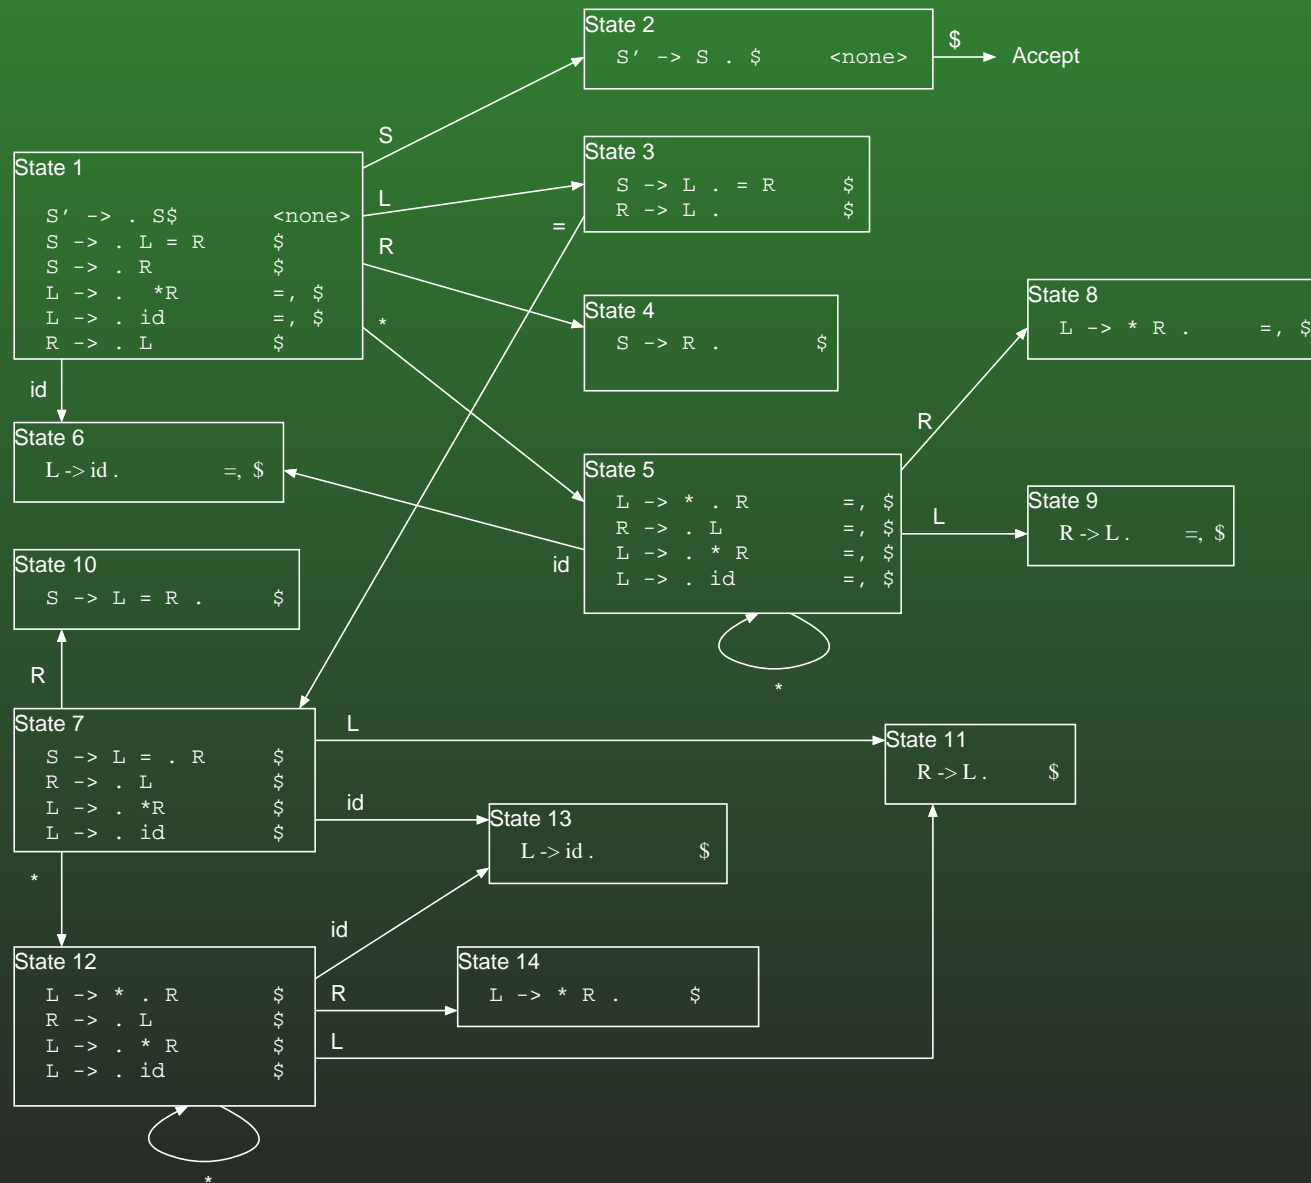 State 2
S' -> S . $ <none>
$
Accept
S
State 1
S' -> . S$ <none>
S -> . L = R $
S -> . R $
L -> . *R =, $
L -> . id =, $
R -> . L $
L
R
*
id
State 3
S -> L . = R $
R -> L . $
=
State 4
S -> R . $
State 8
L -> * R . =, $
R
State 6
L -> id . =, $
State 5
L -> * . R =, $
R -> . L =, $
L -> . * R =, $
L -> . id =, $
id
*
L
State 9
R -> L . =, $
State 10
S -> L = R . $
R
State 7
S -> L = . R $
R -> . L $
L -> . *R $
L -> . id $
L
id
*
State 11
R -> L . $
State 13
L -> id . $
id
State 12
L -> * . R $
R -> . L $
L -> . * R $
L -> . id $
R
L
*
State 14
L -> * R . $